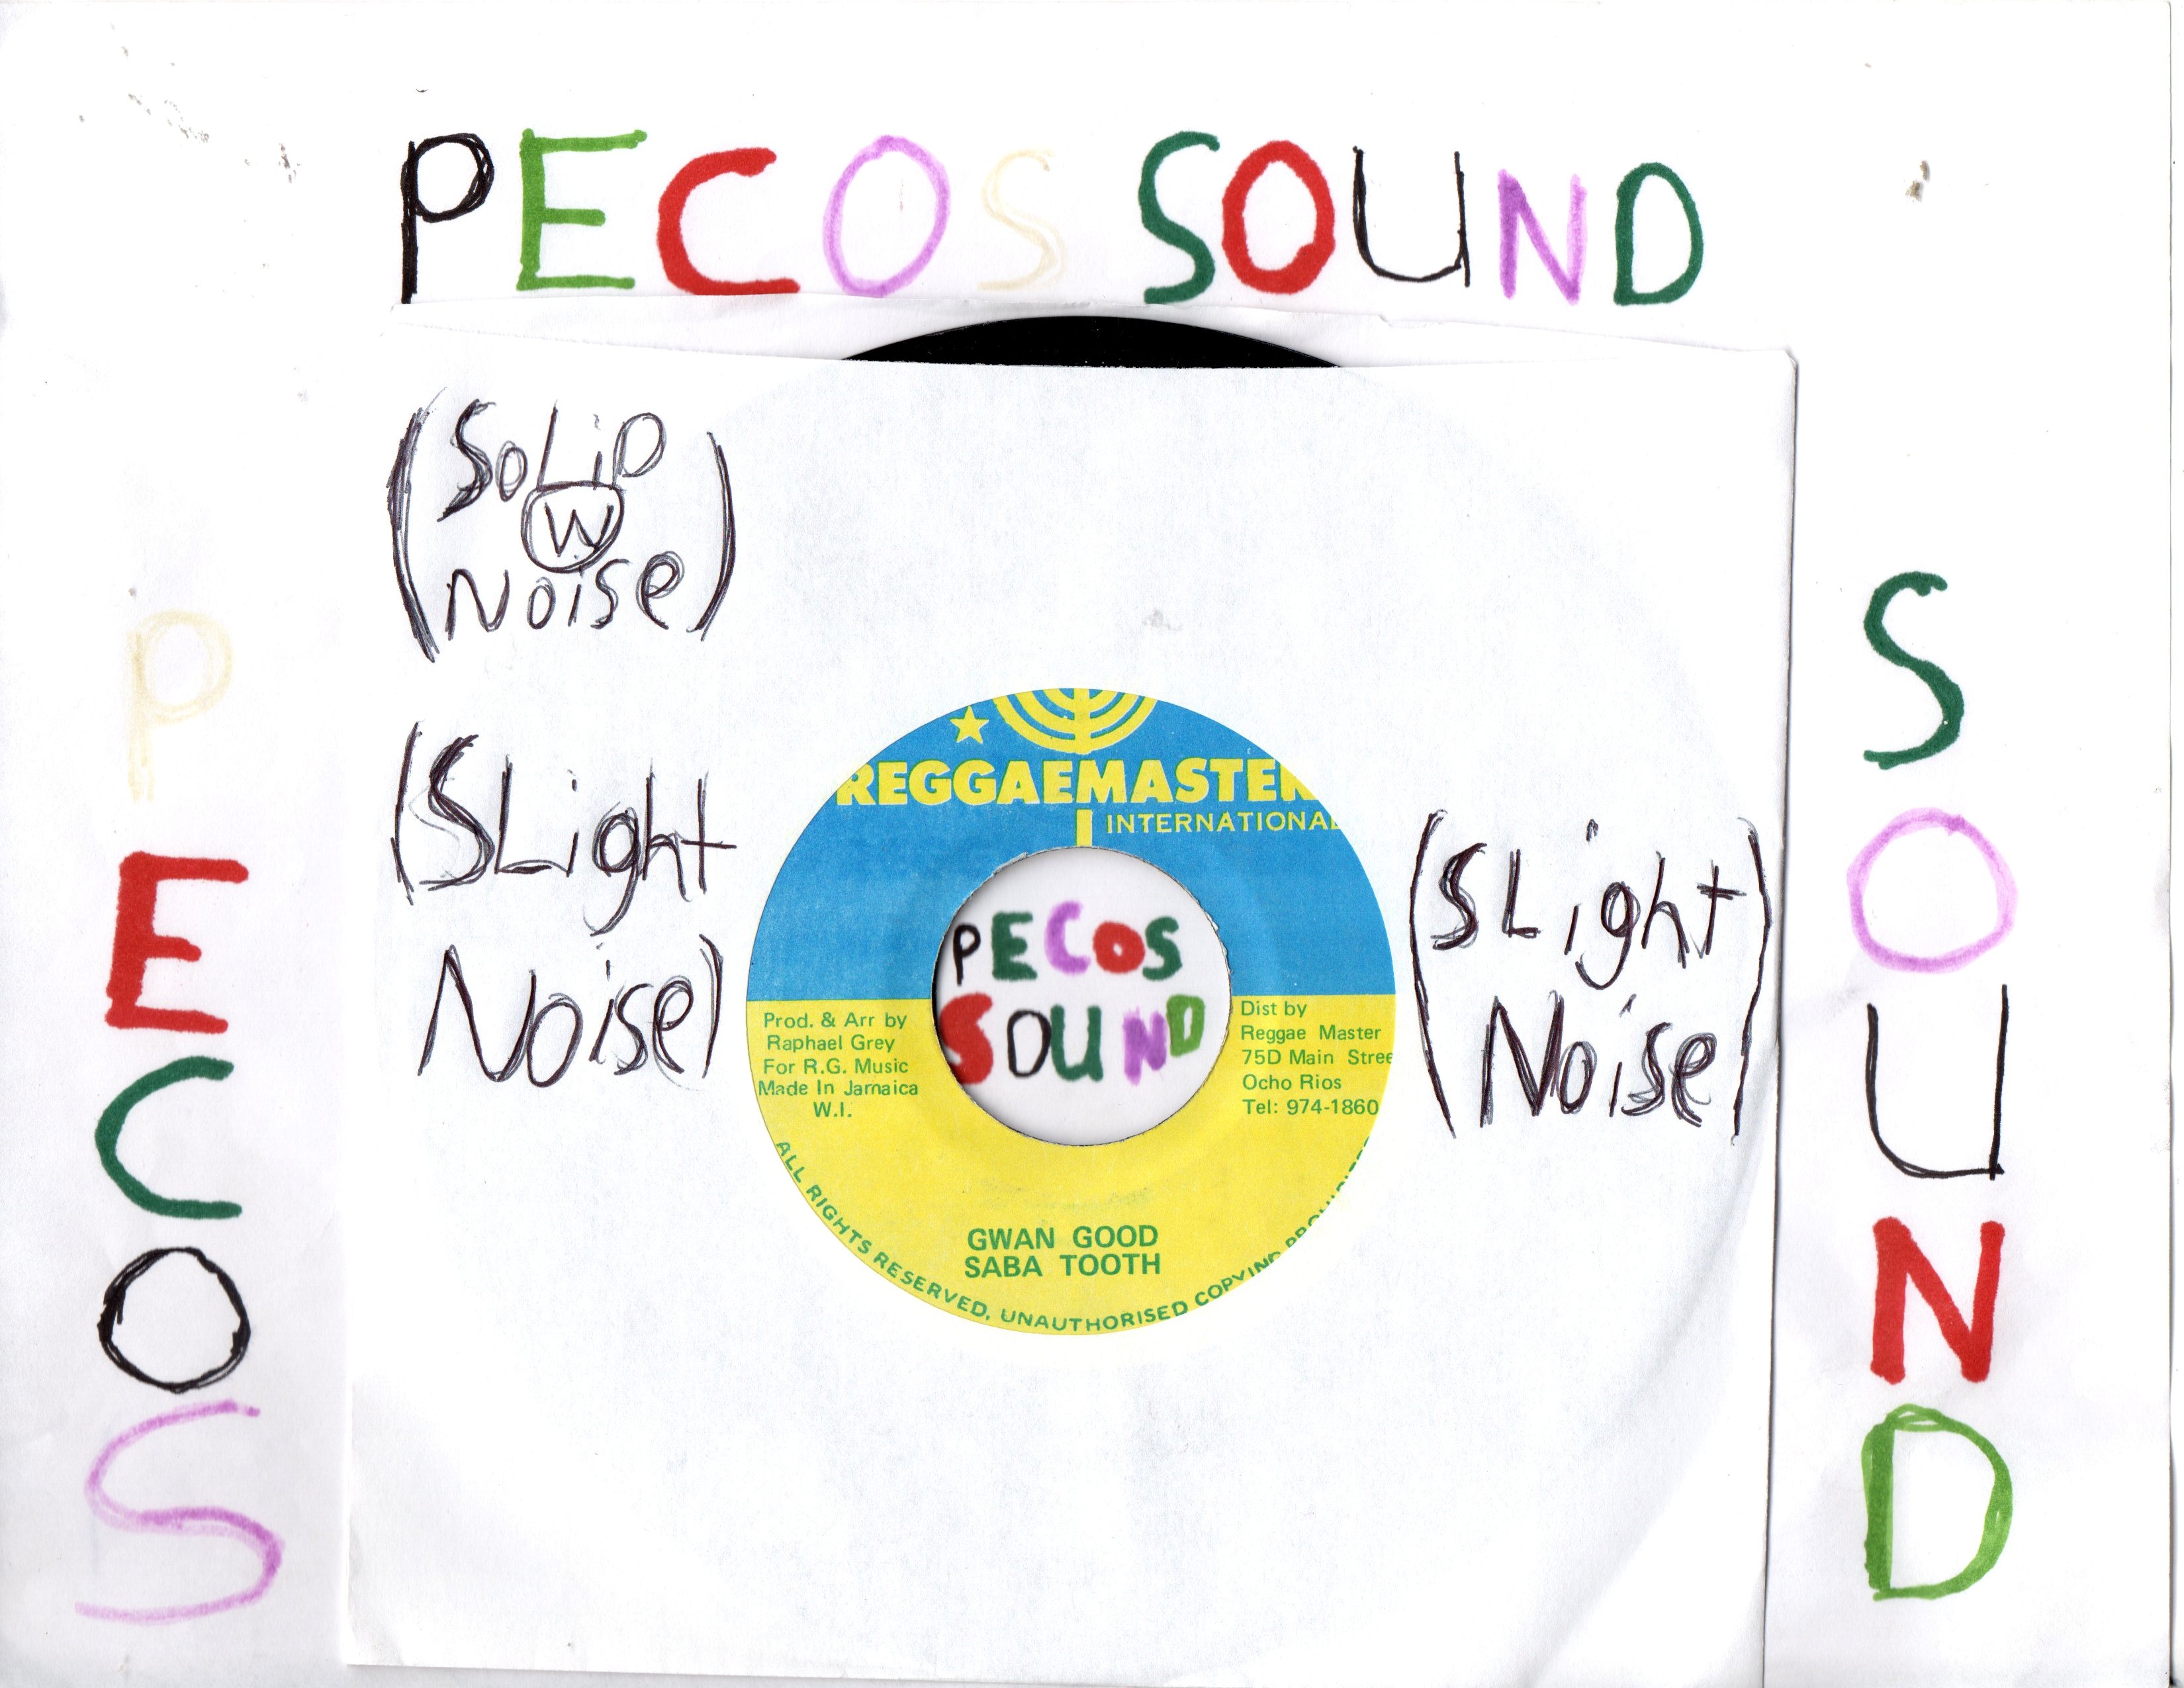 PECOS SOUND
(SoLiD
W
Noise)
(SLight
Noise)
(SLight
Noise)
PECOS
SOUND
REGGAEMASTER
INTERNATIONAL
PECOS
SOUND
Prod. & Arr by
Raphael Grey
For R.G. Music
Made In Jamaica
W.I.
Dist by
Reggae Master
75D Main Stree
Ocho Rios
Tel: 974-1860
GWAN GOOD
SABA TOOTH
ALL RIGHTS RESERVED, UNAUTHORISED COPYING PROHIBITED